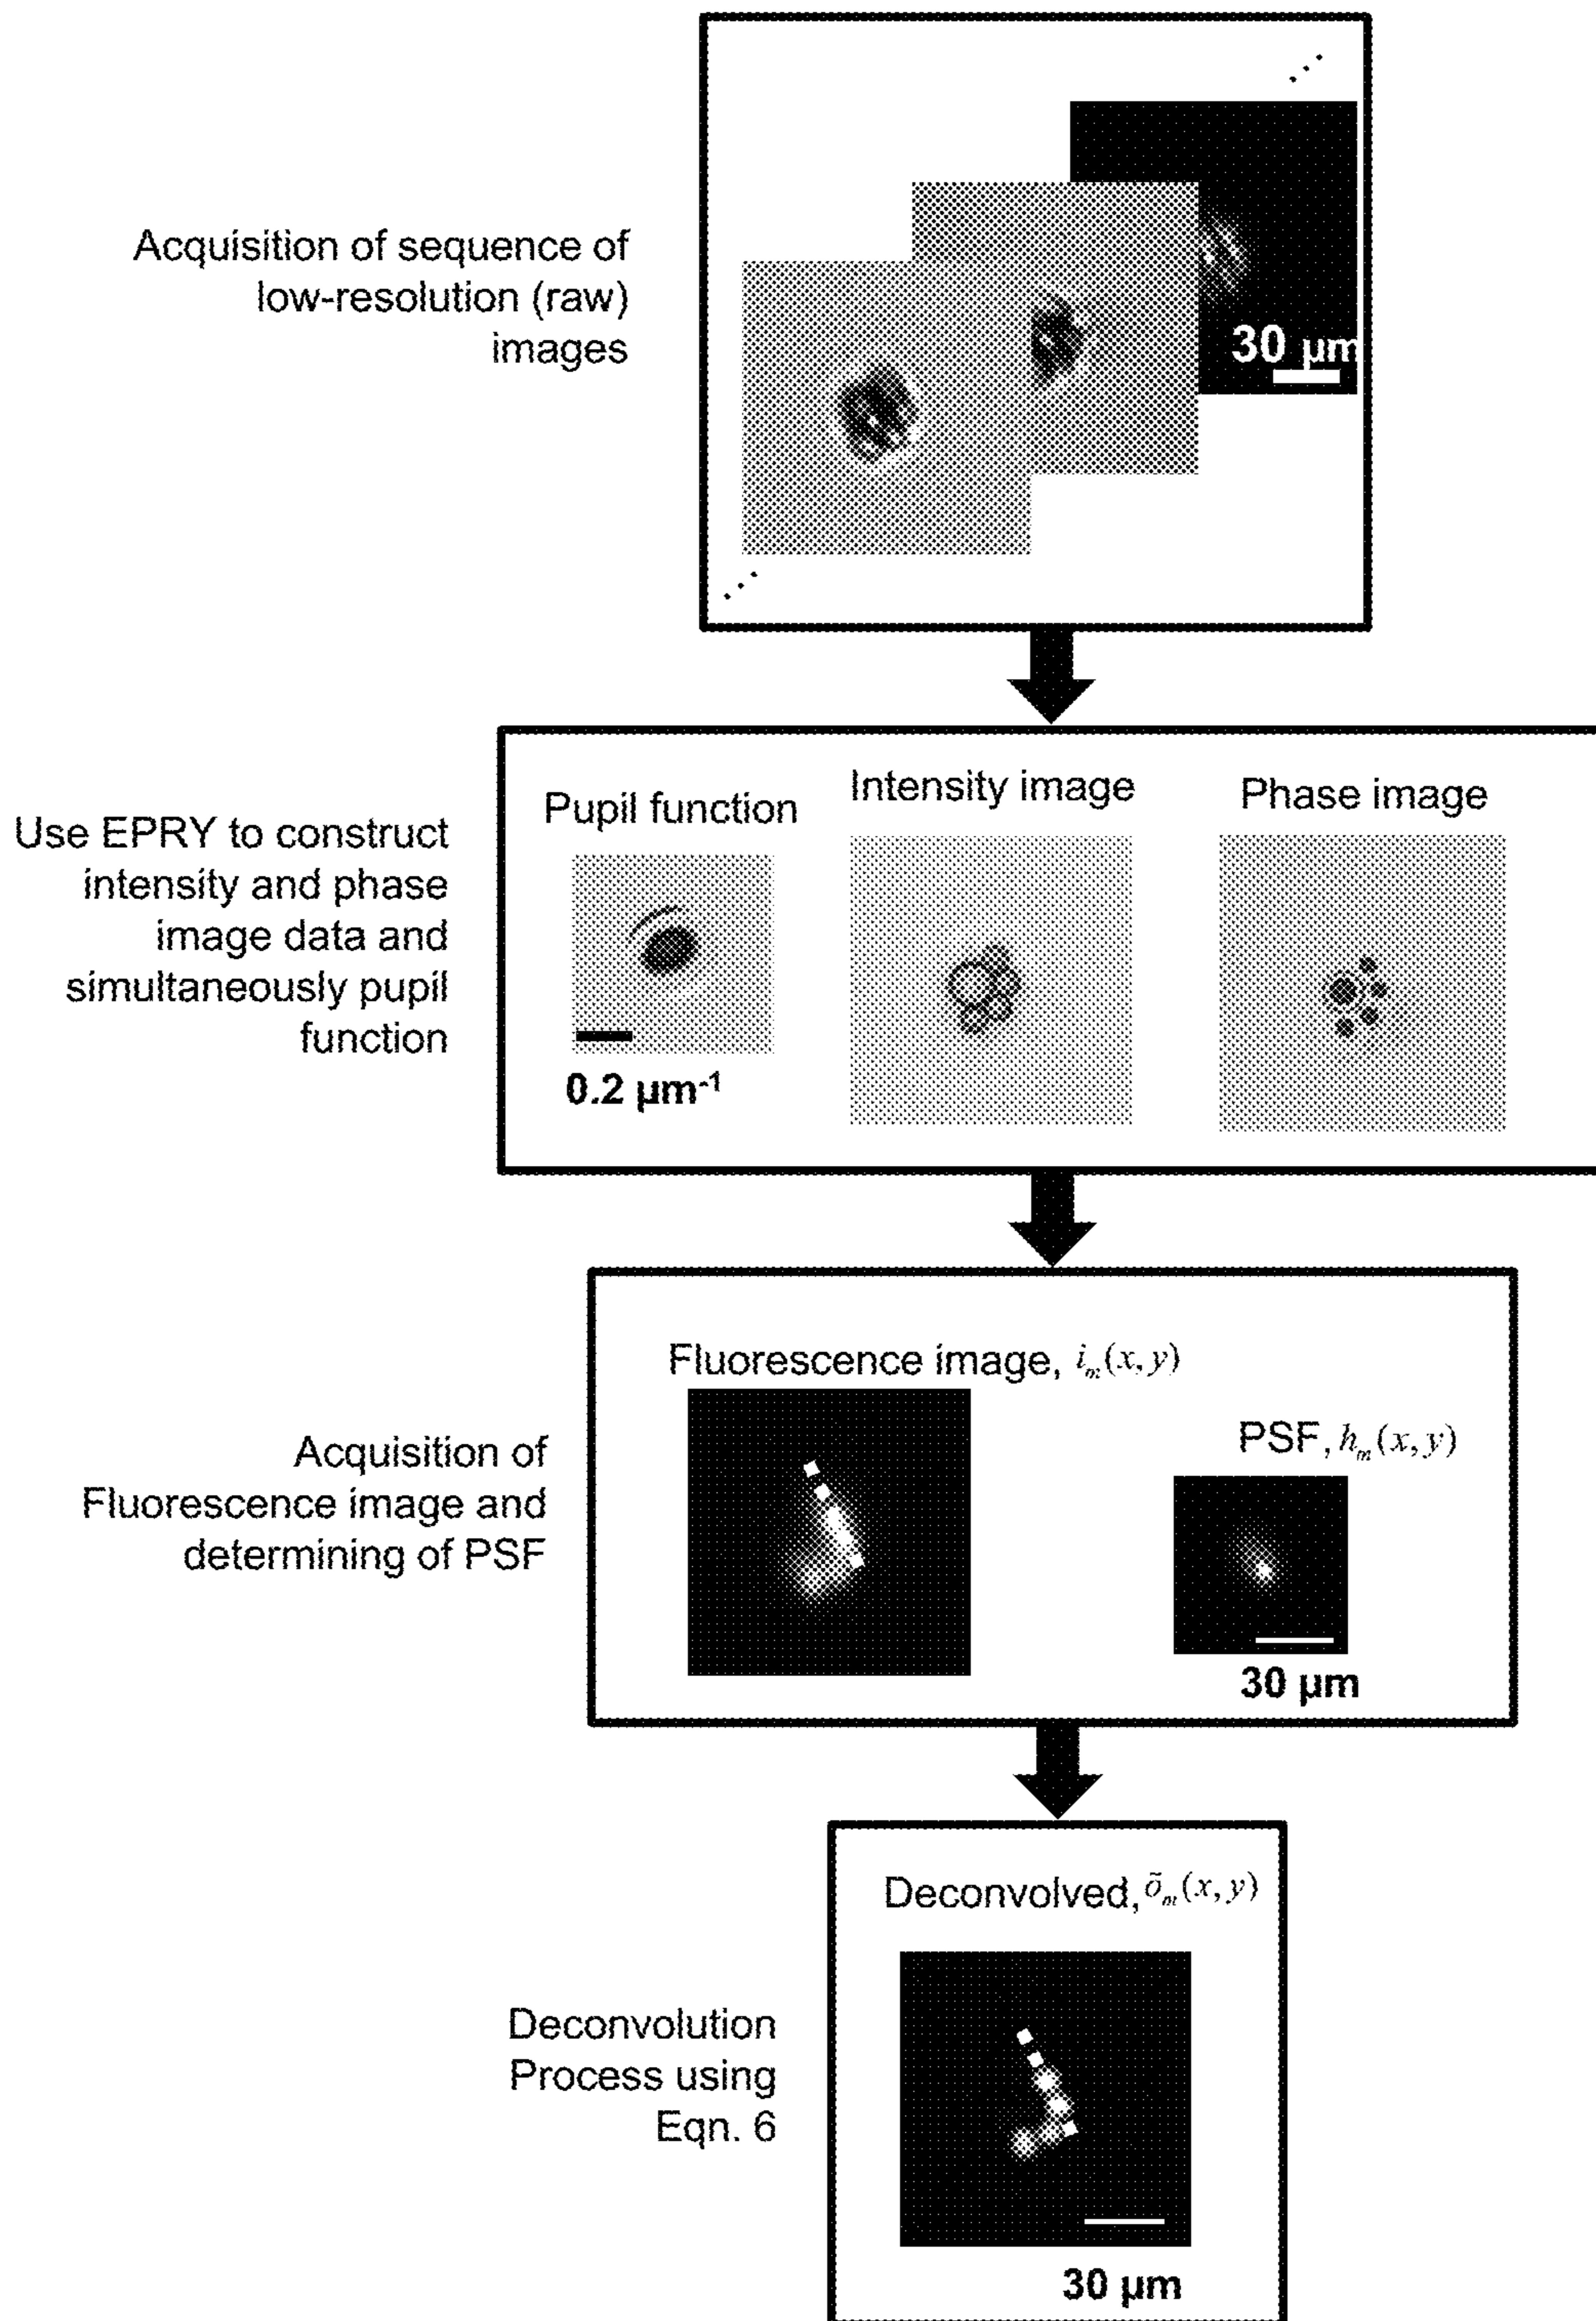 Acquisition of sequence of
low-resolution (raw)
images
30 µm
Use EPRY to construct
intensity and phase
image data and
simultaneously pupil
function
Pupil function
Intensity image
Phase image
0.2 µm⁻¹
Acquisition of
Fluorescence image and
determining of PSF
Fluorescence image, iₘ(x, y)
PSF, hₘ(x, y)
30 µm
Deconvolution
Process using
Eqn. 6
Deconvolved, õₘ(x, y)
30 µm